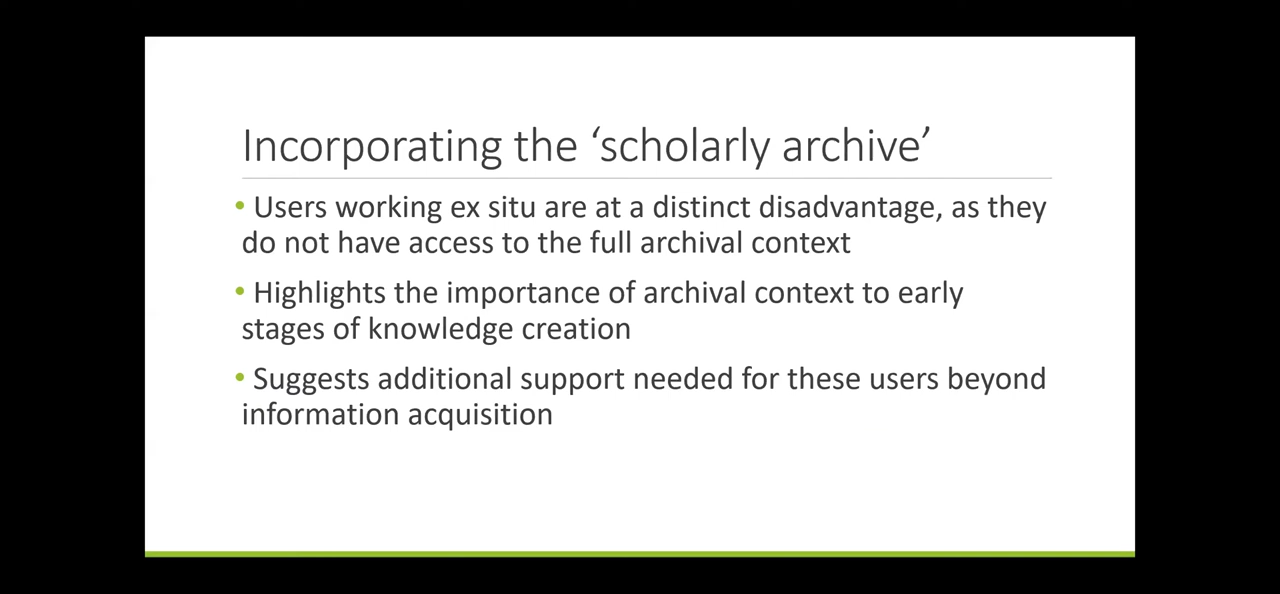 Incorporating the ‘scholarly archive’
• Users working ex situ are at a distinct disadvantage, as they
do not have access to the full archival context
• Highlights the importance of archival context to early
stages of knowledge creation
• Suggests additional support needed for these users beyond
information acquisition